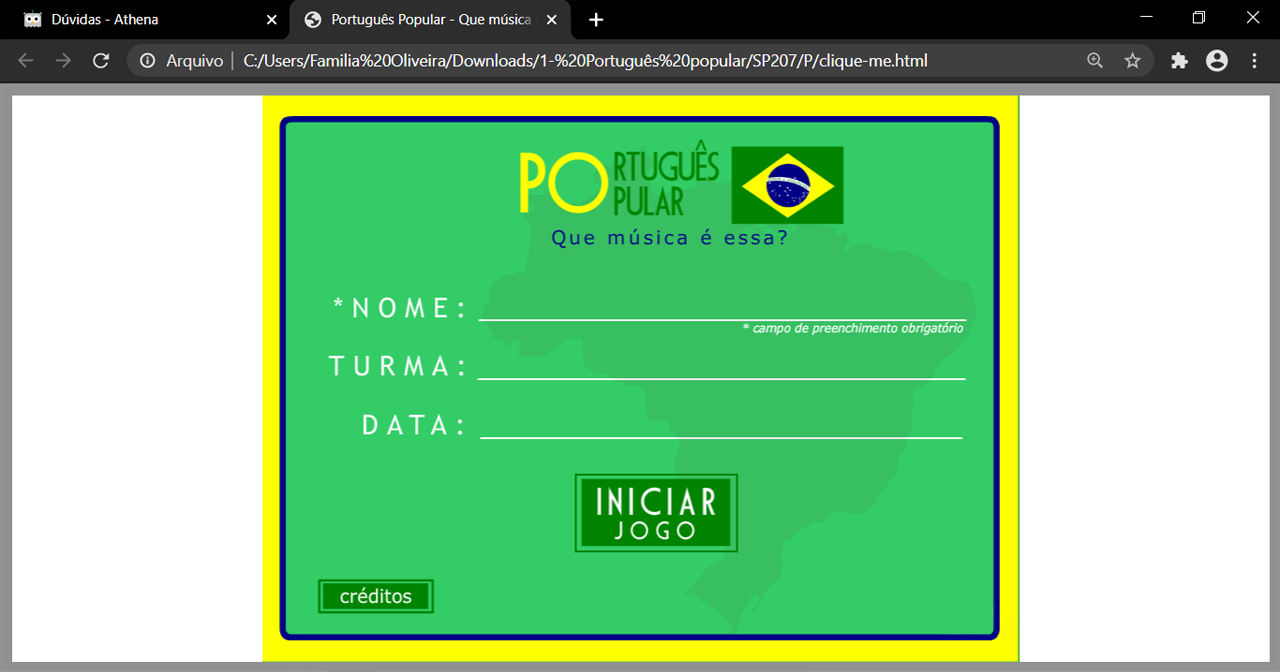 Dúvidas - Athena
Português Popular - Que música
Arquivo | C:/Users/Familia%20Oliveira/Downloads/1-%20Português%20popular/SP207/P/clique-me.html
PORTUGUÊS
PULAR
Que música é essa?
*NOME:
* campo de preenchimento obrigatório
TURMA:
DATA:
INICIAR
JOGO
créditos